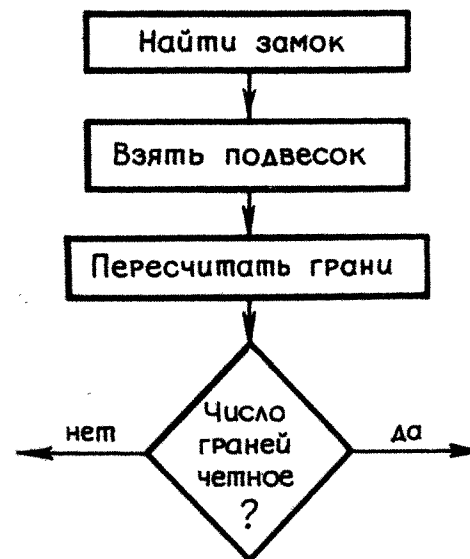 Найти замок
Взять подвесок
Пересчитать грани
Число
граней
четное
?
нет
да